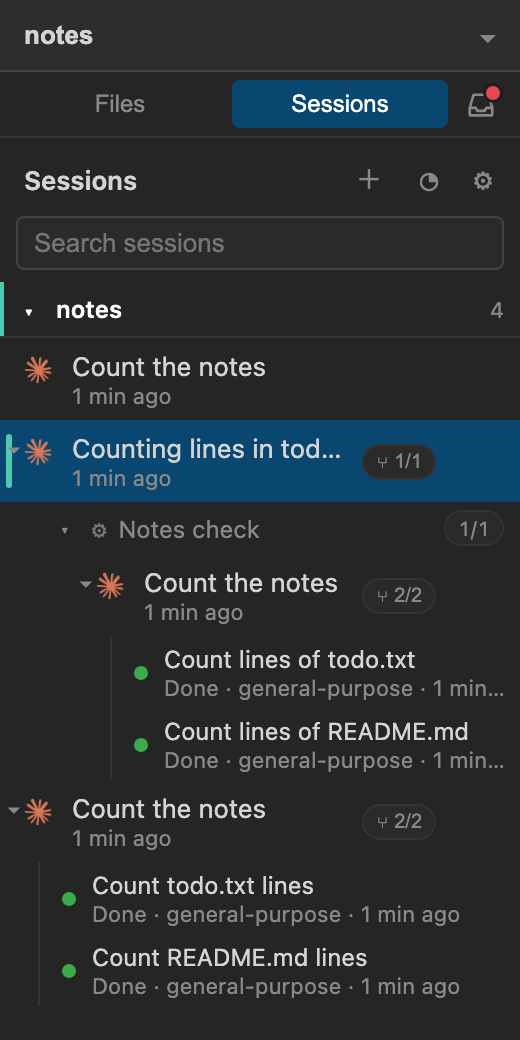 notes
Files Sessions
Sessions
Search sessions
notes 4
Count the notes
1 min ago
Counting lines in tod... 1/1
1 min ago
Notes check 1/1
Count the notes 2/2
1 min ago
Count lines of todo.txt
Done · general-purpose · 1 min...
Count lines of README.md
Done · general-purpose · 1 min...
Count the notes 2/2
1 min ago
Count todo.txt lines
Done · general-purpose · 1 min ago
Count README.md lines
Done · general-purpose · 1 min ago